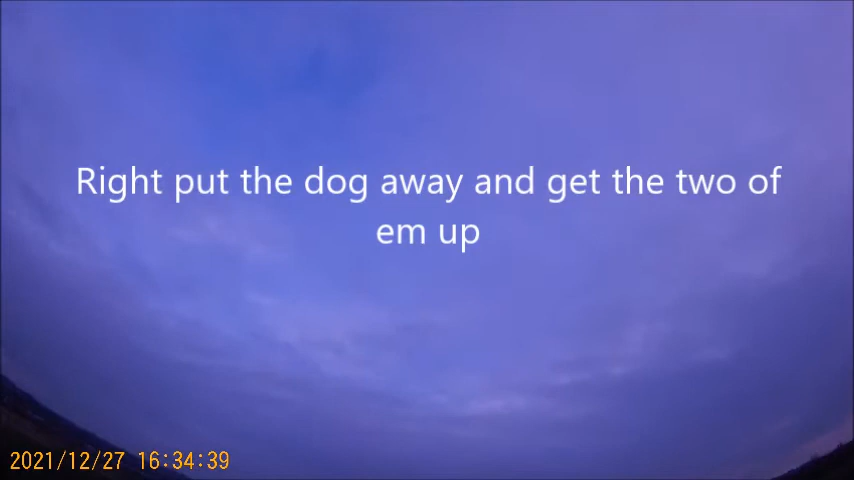 Right put the dog away and get the two of
em up
2021/12/27 16:34:39